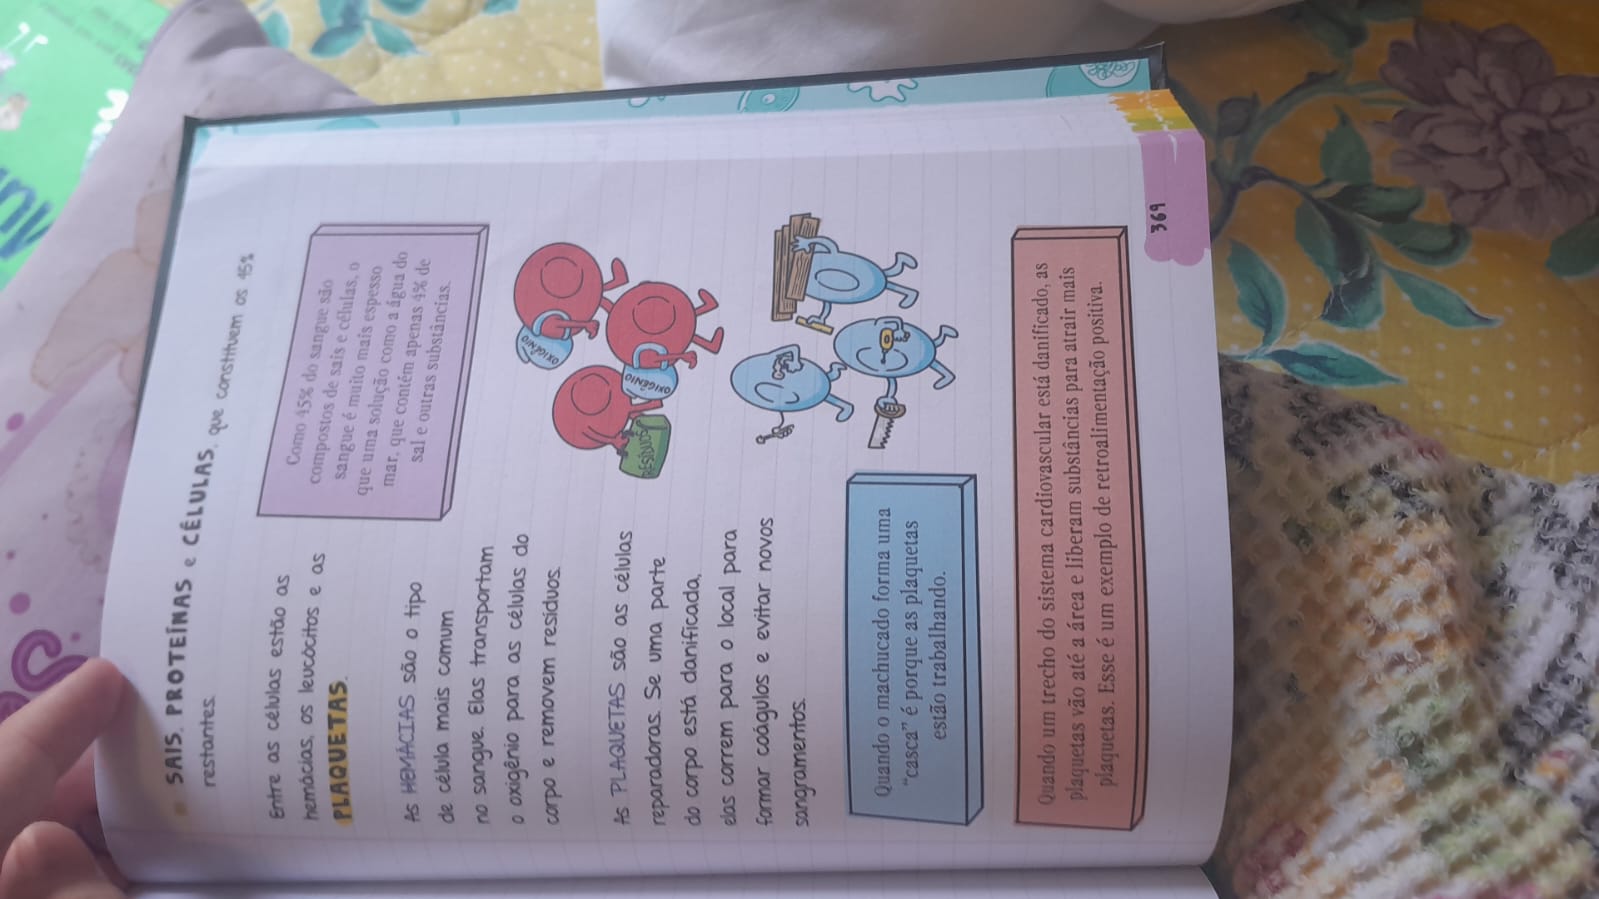 SAIS, PROTEÍNAS e CÉLULAS, que constituem os 45%
restantes.
Entre as células estão as
hemácias, os leucócitos e as
PLAQUETAS.
Como 45% do sangue são
compostos de sais e células, o
sangue é muito mais espesso
que uma solução como a água do
mar, que contém apenas 4% de
sal e outras substâncias.
As HEMÁCIAS são o tipo
de célula mais comum
no sangue. Elas transportam
o oxigênio para as células do
corpo e removem resíduos.
OXIGÊNIO
OXIGÊNIO
RESÍDUOS
As PLAQUETAS são as células
reparadoras. Se uma parte
do corpo está danificada,
elas correm para o local para
formar coágulos e evitar novos
sangramentos.
Quando o machucado forma uma
"casca" é porque as plaquetas
estão trabalhando.
Quando um trecho do sistema cardiovascular está danificado, as
plaquetas vão até a área e liberam substâncias para atrair mais
plaquetas. Esse é um exemplo de retroalimentação positiva.
369